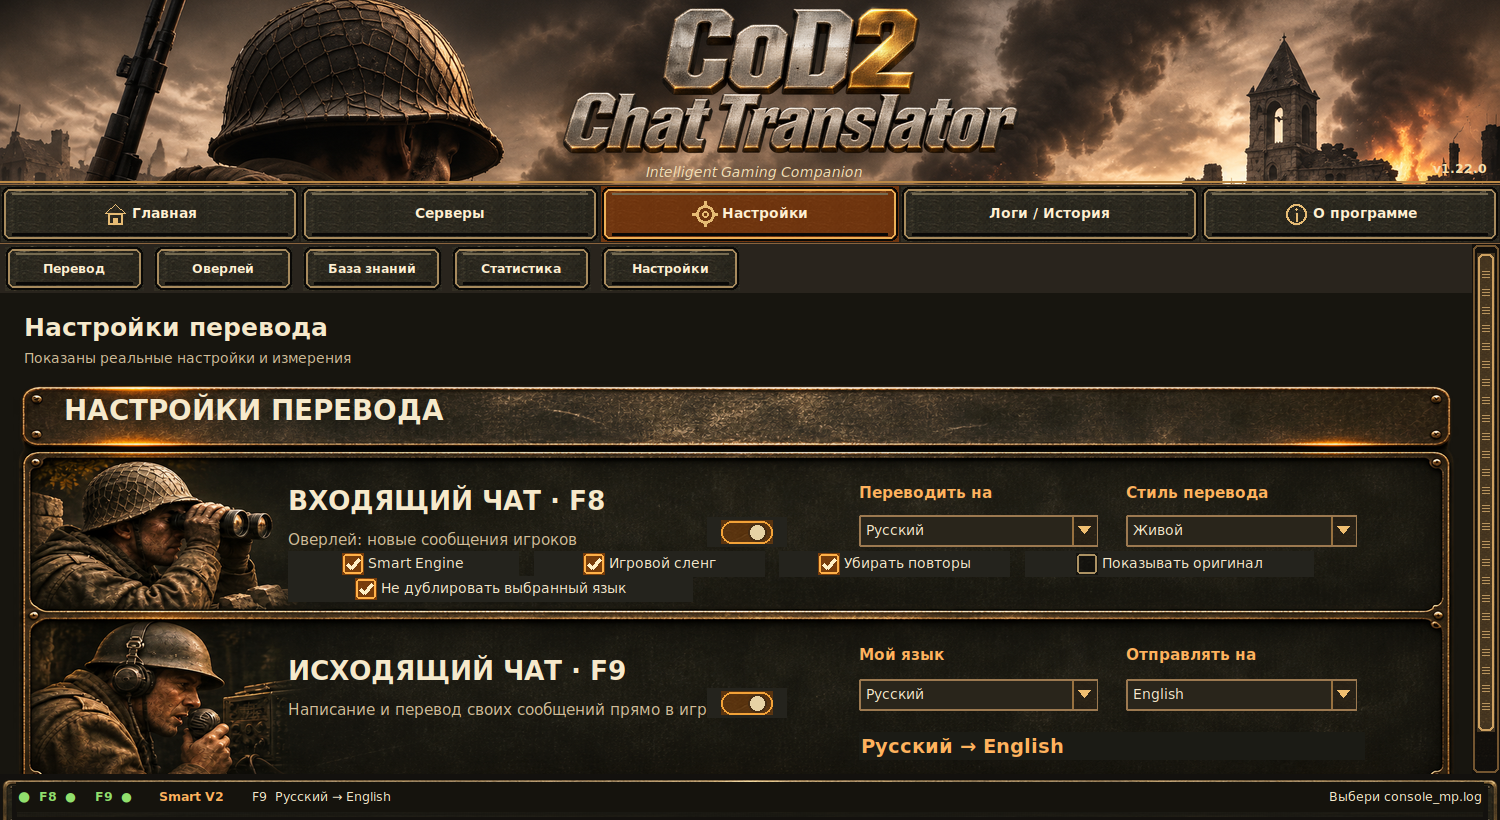 CoD2
Chat Translator
Intelligent Gaming Companion
v1.22.0
Главная
Серверы
Настройки
Логи / История
О программе
Перевод
Оверлей
База знаний
Статистика
Настройки
Настройки перевода
Показаны реальные настройки и измерения
НАСТРОЙКИ ПЕРЕВОДА
ВХОДЯЩИЙ ЧАТ · F8
Оверлей: новые сообщения игроков
Переводить на
Русский
Стиль перевода
Живой
Smart Engine
Игровой сленг
Убирать повторы
Показывать оригинал
Не дублировать выбранный язык
ИСХОДЯЩИЙ ЧАТ · F9
Написание и перевод своих сообщений прямо в игр
Мой язык
Русский
Отправлять на
English
Русский → English
● F8 ● F9 ● Smart V2 F9 Русский → English
Выбери console_mp.log